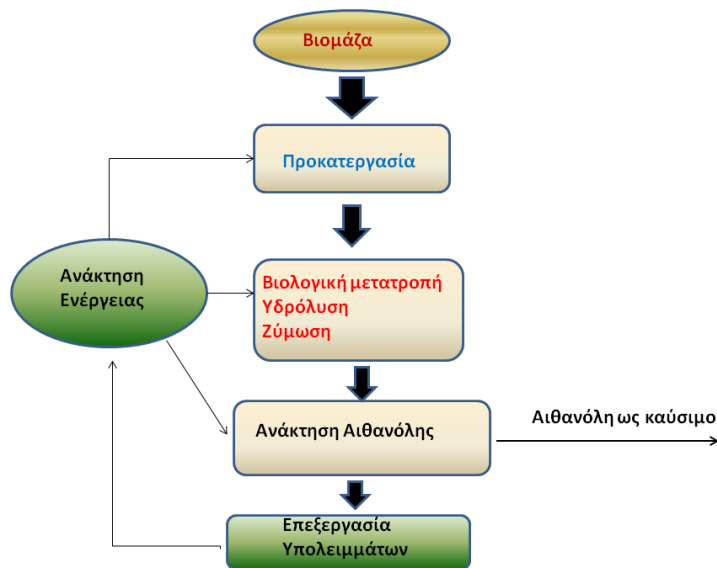 Βιομάζα
Προκατεργασία
Ανάκτηση
Ενέργειας
Βιολογική μετατροπή
Υδρόλυση
Ζύμωση
Ανάκτηση Αιθανόλης
Αιθανόλη ως καύσιμο
Επεξεργασία
Υπολειμμάτων